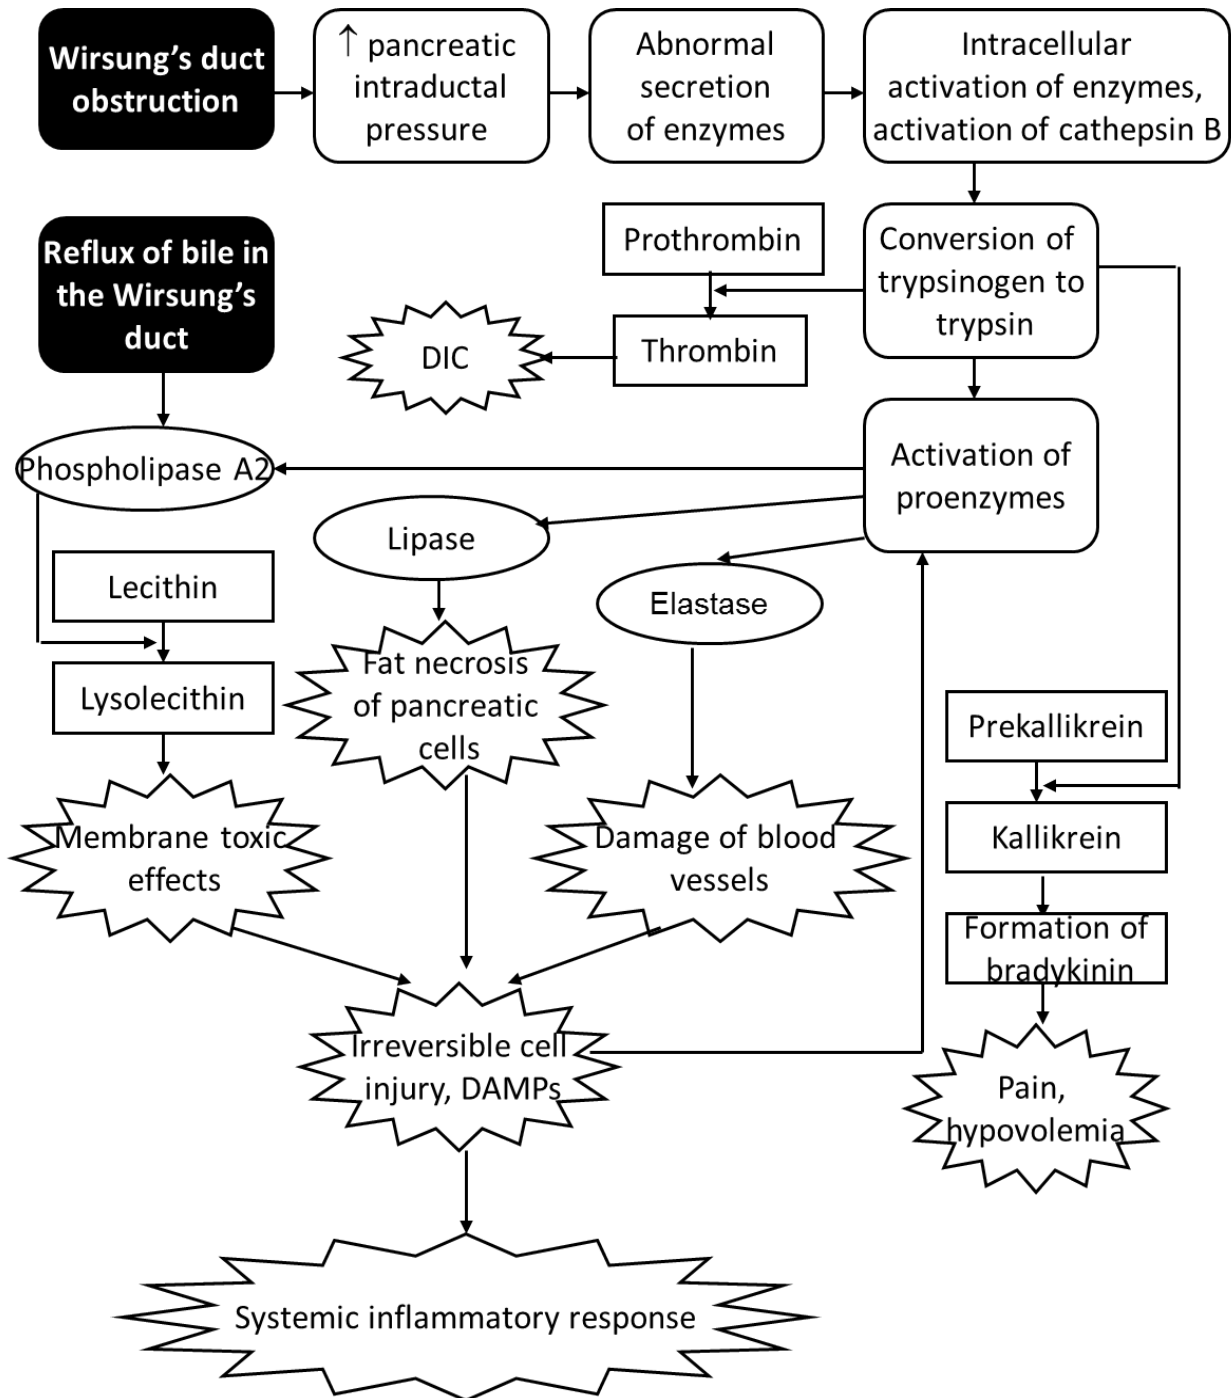 Wirsung’s duct
obstruction
↑ pancreatic
intraductal
pressure
Abnormal
secretion
of enzymes
Intracellular
activation of enzymes,
activation of cathepsin B
Reflux of bile in
the Wirsung’s
duct
Prothrombin
Thrombin
DIC
Conversion of
trypsinogen to
trypsin
Phospholipase A2
Activation of
proenzymes
Lipase
Elastase
Lecithin
Lysolecithin
Fat necrosis
of pancreatic
cells
Prekallikrein
Membrane toxic
effects
Damage of blood
vessels
Kallikrein
Formation of
bradykinin
Irreversible cell
injury, DAMPs
Pain,
hypovolemia
Systemic inflammatory response